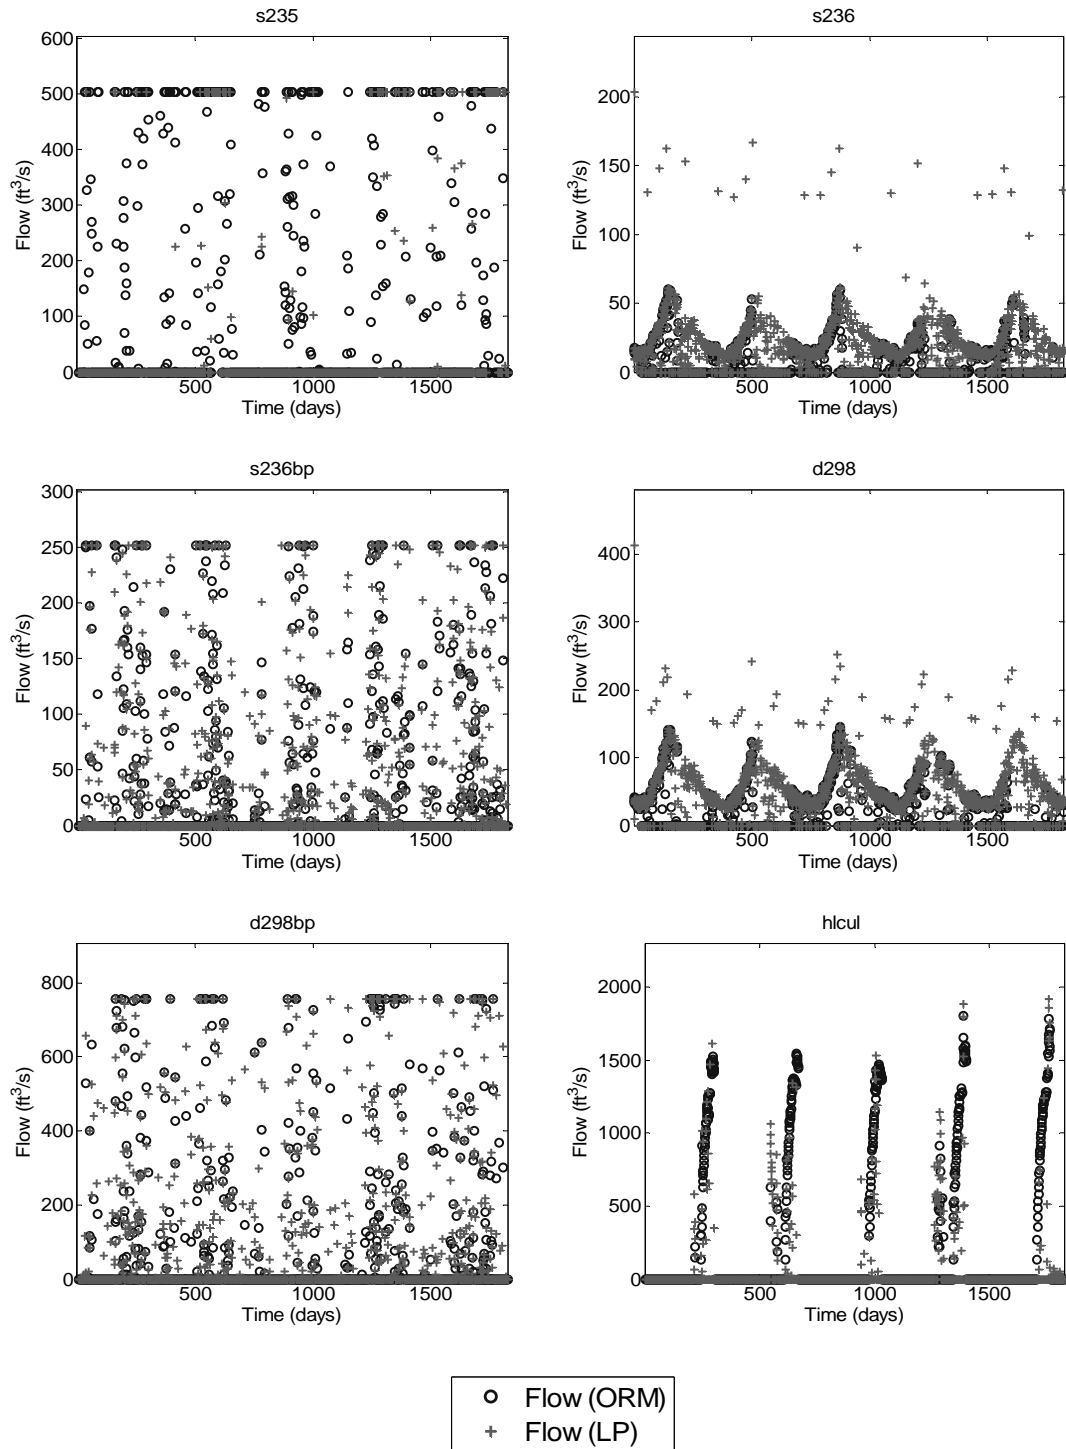 s235
600
500
400
300
200
100
0
Flow (ft³/s)
500 1000 1500
Time (days)
s236
200
150
100
50
0
Flow (ft³/s)
500 1000 1500
Time (days)
s236bp
300
250
200
150
100
50
0
Flow (ft³/s)
500 1000 1500
Time (days)
d298
400
300
200
100
0
Flow (ft³/s)
500 1000 1500
Time (days)
d298bp
800
600
400
200
0
Flow (ft³/s)
500 1000 1500
Time (days)
hlcul
2000
1500
1000
500
0
Flow (ft³/s)
500 1000 1500
Time (days)
Flow (ORM)
Flow (LP)